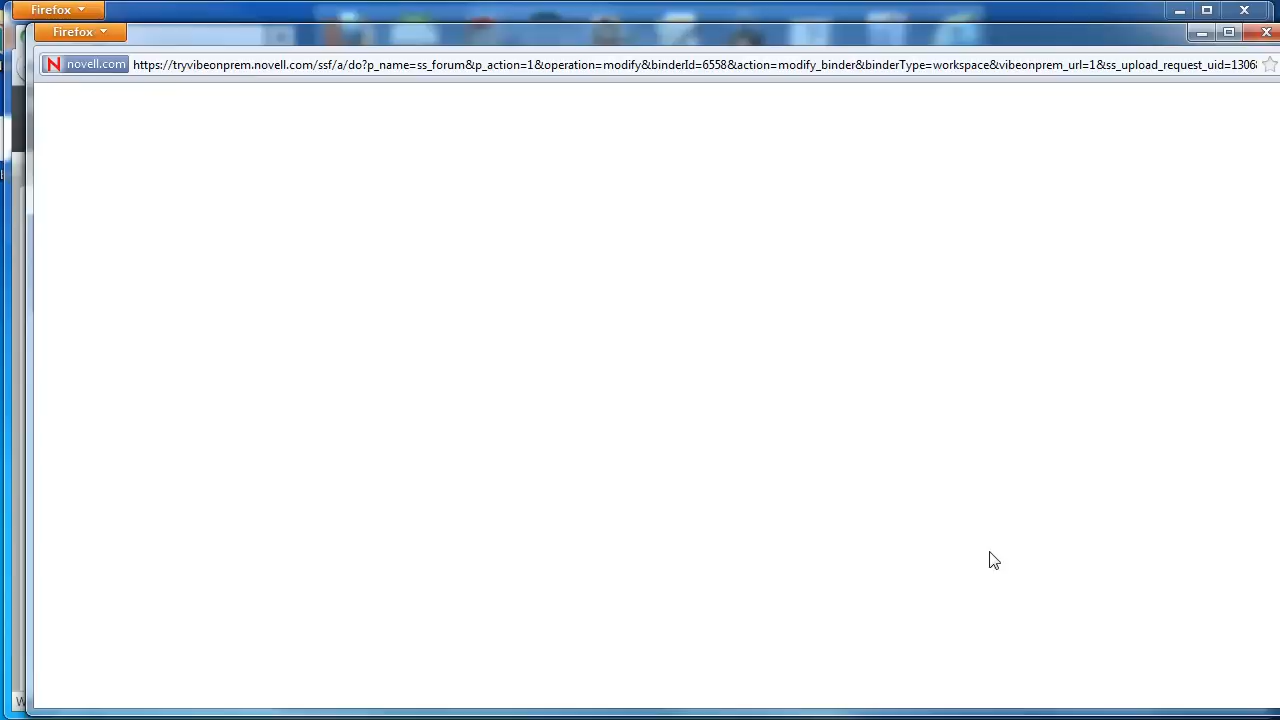 Firefox
Firefox
novell.com https://tryvibeonprem.novell.com/ssf/a/do?p_name=ss_forum&p_action=1&operation=modify&binderId=6558&action=modify_binder&binderType=workspace&vibeonprem_url=1&ss_upload_request_uid=1306
W